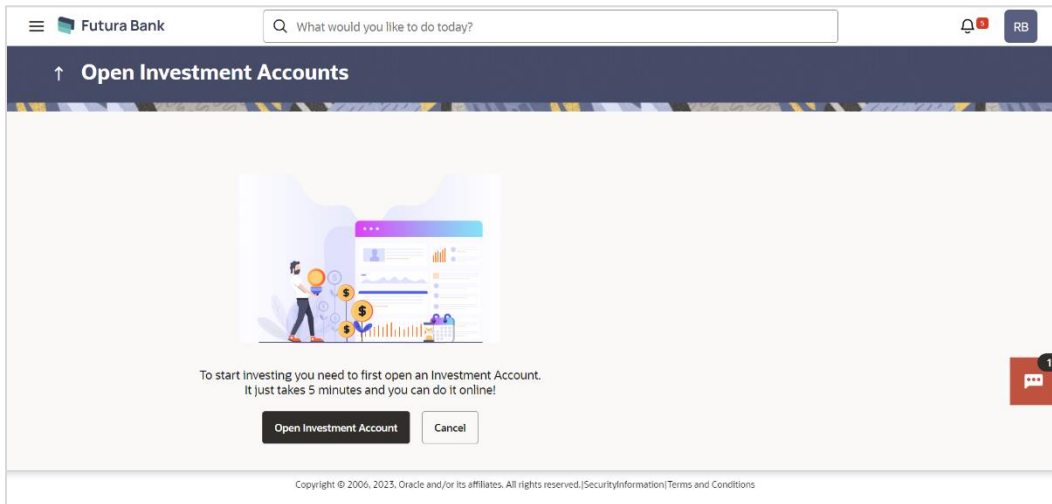 Futura Bank
What would you like to do today?
5
RB
↑ Open Investment Accounts
$
$
$
$
To start investing you need to first open an Investment Account.
It just takes 5 minutes and you can do it online!
Open Investment Account
Cancel
1
Copyright © 2006, 2023, Oracle and/or its affiliates. All rights reserved.|SecurityInformation|Terms and Conditions